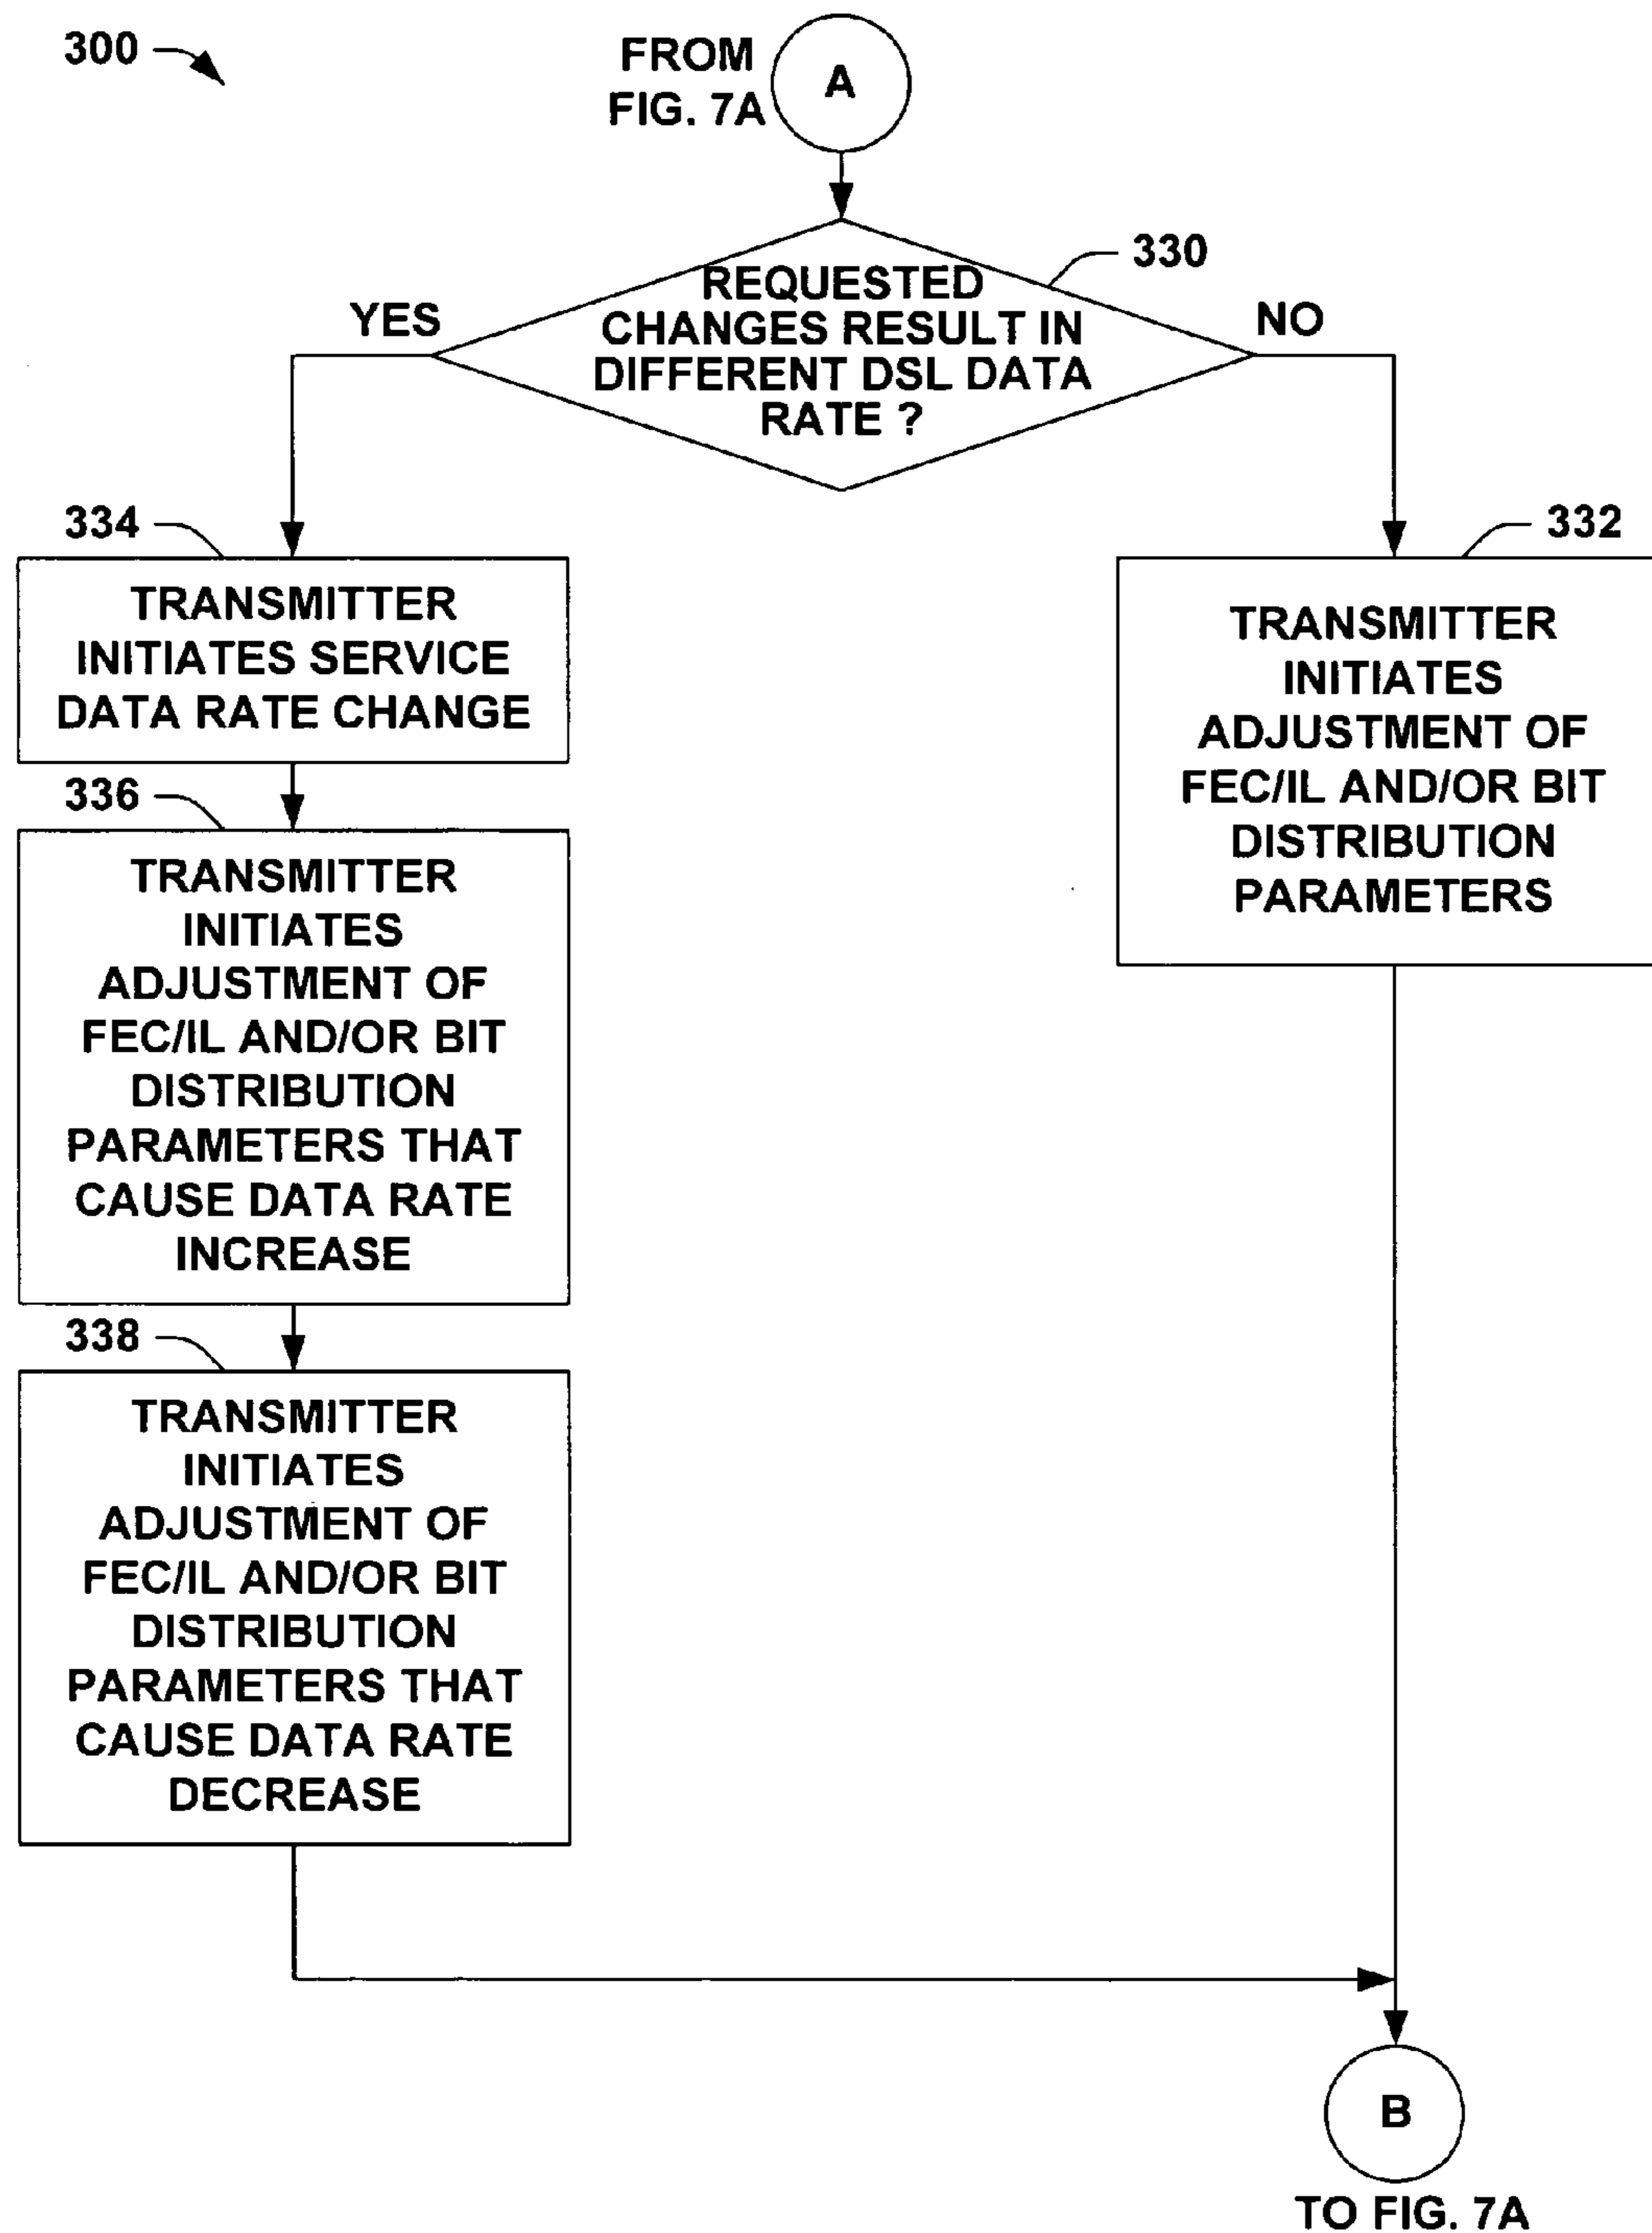 300
FROM
FIG. 7A
A
330
REQUESTED
CHANGES RESULT IN
DIFFERENT DSL DATA
RATE ?
YES
NO
334
TRANSMITTER
INITIATES SERVICE
DATA RATE CHANGE
332
TRANSMITTER
INITIATES
ADJUSTMENT OF
FEC/IL AND/OR BIT
DISTRIBUTION
PARAMETERS
336
TRANSMITTER
INITIATES
ADJUSTMENT OF
FEC/IL AND/OR BIT
DISTRIBUTION
PARAMETERS THAT
CAUSE DATA RATE
INCREASE
338
TRANSMITTER
INITIATES
ADJUSTMENT OF
FEC/IL AND/OR BIT
DISTRIBUTION
PARAMETERS THAT
CAUSE DATA RATE
DECREASE
B
TO FIG. 7A